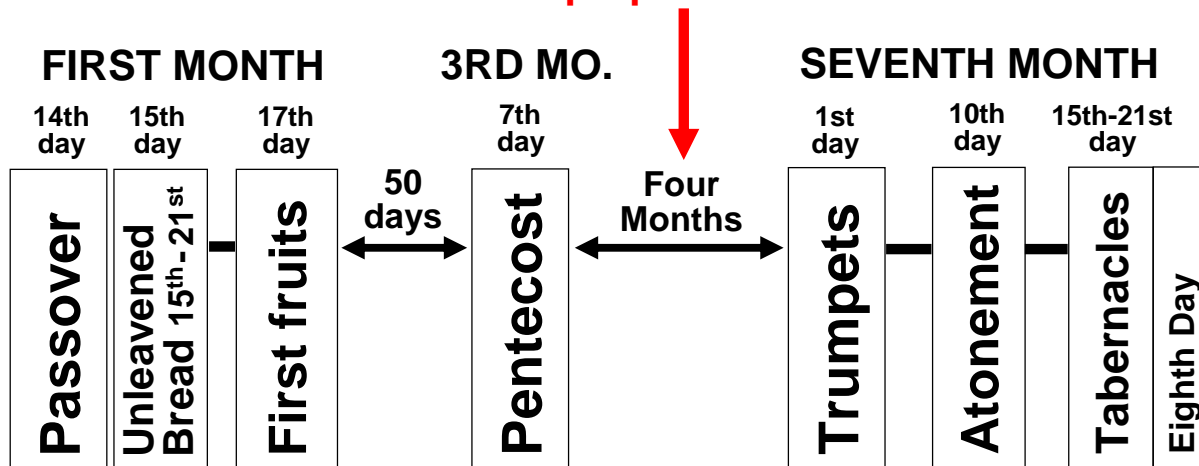 FIRST MONTH
3RD MO.
SEVENTH MONTH
14th
day
15th
day
17th
day
7th
day
1st
day
10th
day
15th-21st
day
Passover
Unleavened
Bread 15th-21st
First fruits
50
days
Pentecost
Four
Months
Trumpets
Atonement
Tabernacles
Eighth Day